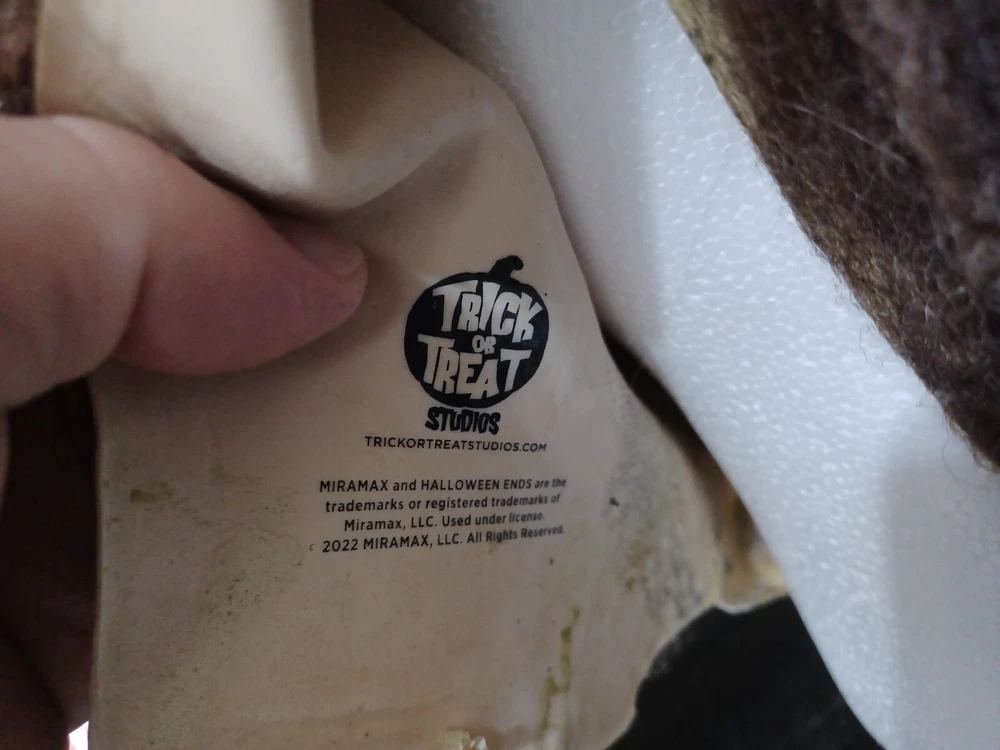 TRICK
OR
TREAT
STUDIOS
TRICKORTREATSTUDIOS.COM
MIRAMAX and HALLOWEEN ENDS are the
trademarks or registered trademarks of
Miramax, LLC. Used under license.
c 2022 MIRAMAX, LLC. All Rights Reserved.